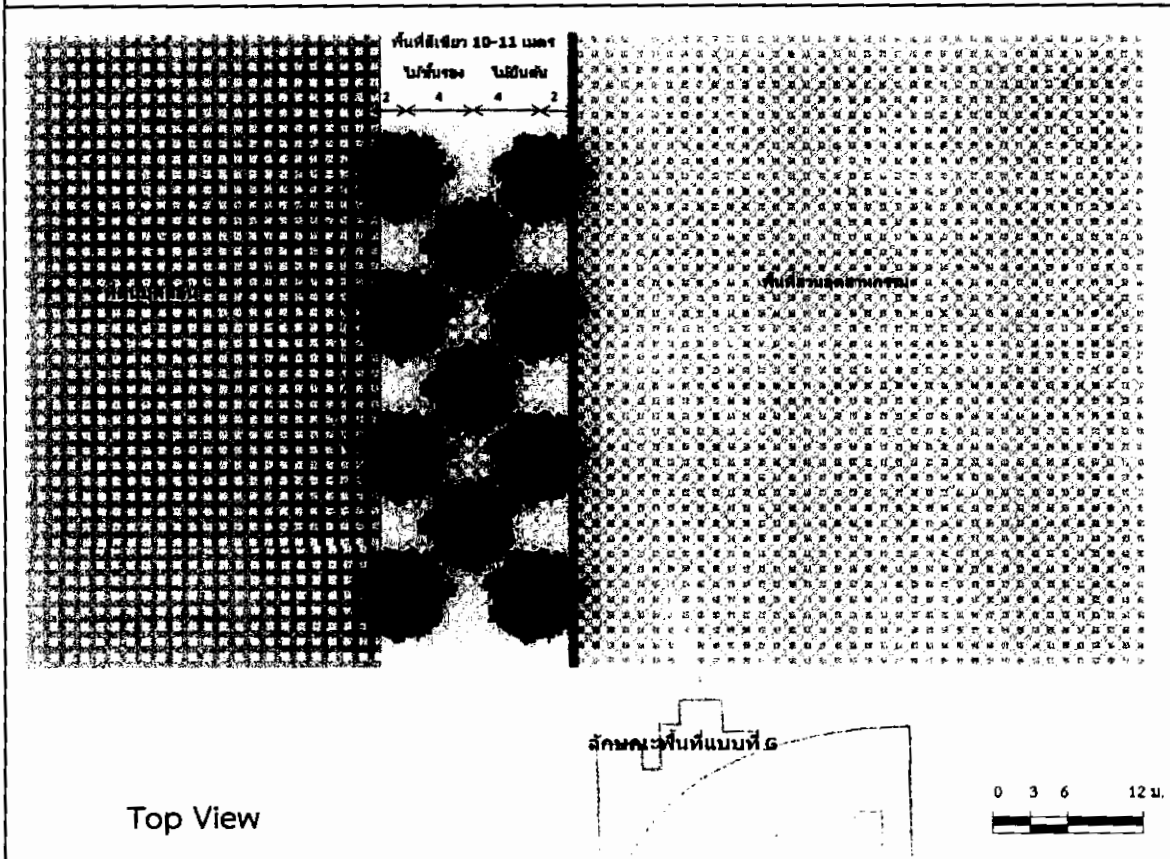 พื้นที่สีเขียว 10-11 เมตร
ไม้ชั้นรอง ไม้ยืนต้น
2 4 4 2
พื้นที่สวนอุตสาหกรรม
ลักษณะพื้นที่แบบที่ G
Top View
0 3 6 12 ม.